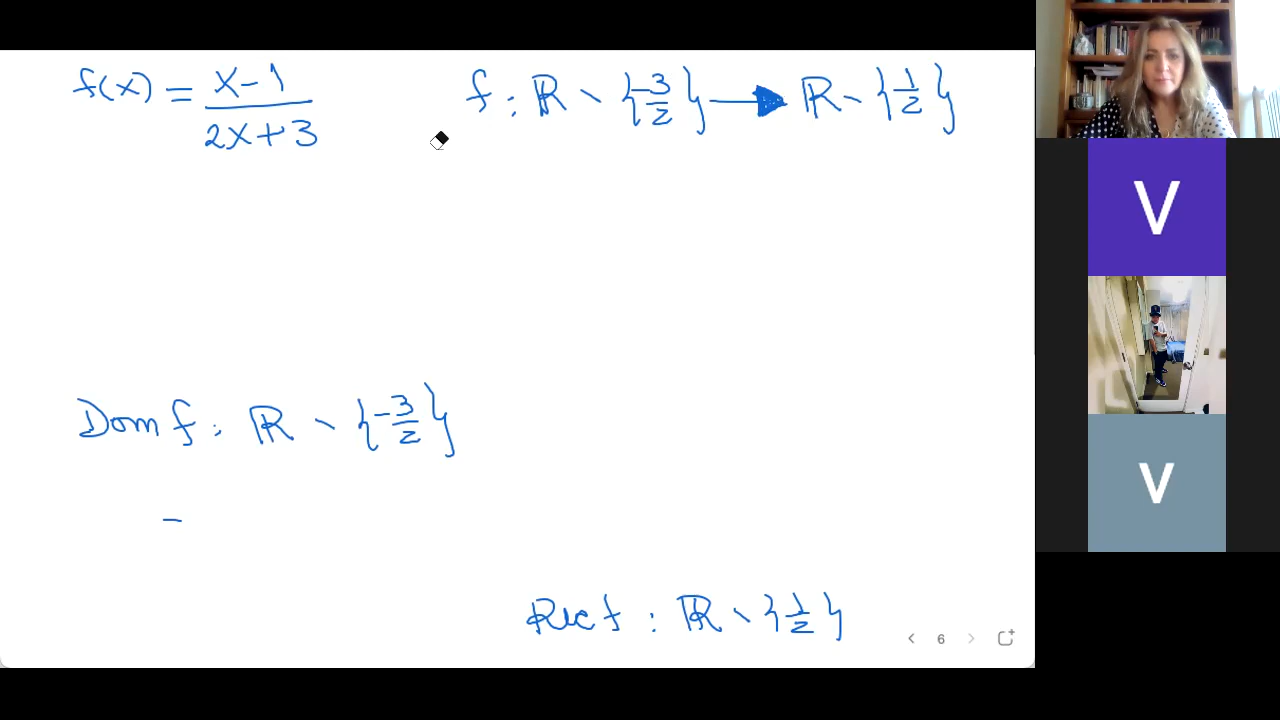 f(x) = x-1 / 2x+3
f : ℝ \ {-3/2} → ℝ \ {1/2}
Dom f : ℝ \ {-3/2}
-
Rec f : ℝ \ {1/2}
< 6 >
V
V